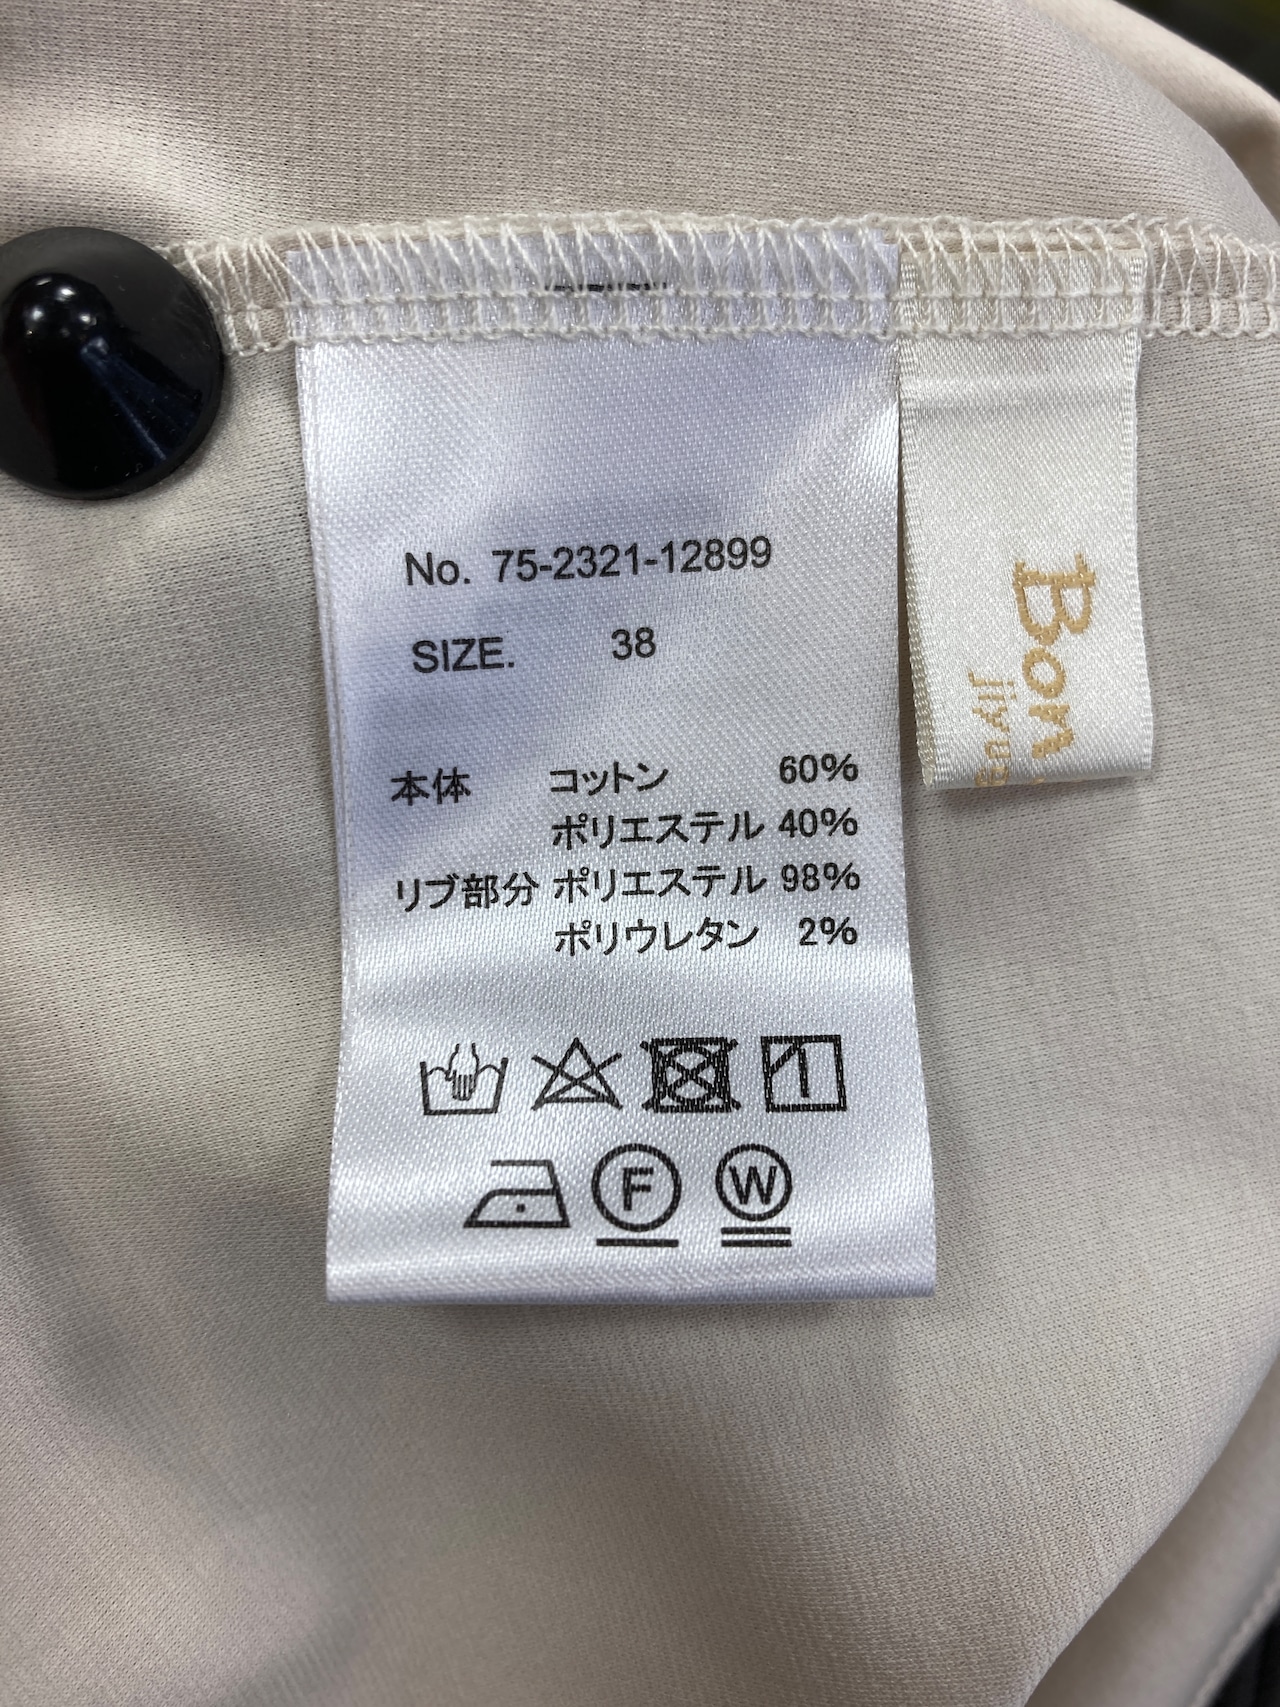 No. 75-2321-12899
SIZE. 38
本体 コットン 60%
ポリエステル 40%
リブ部分 ポリエステル 98%
ポリウレタン 2%
F
W
Born